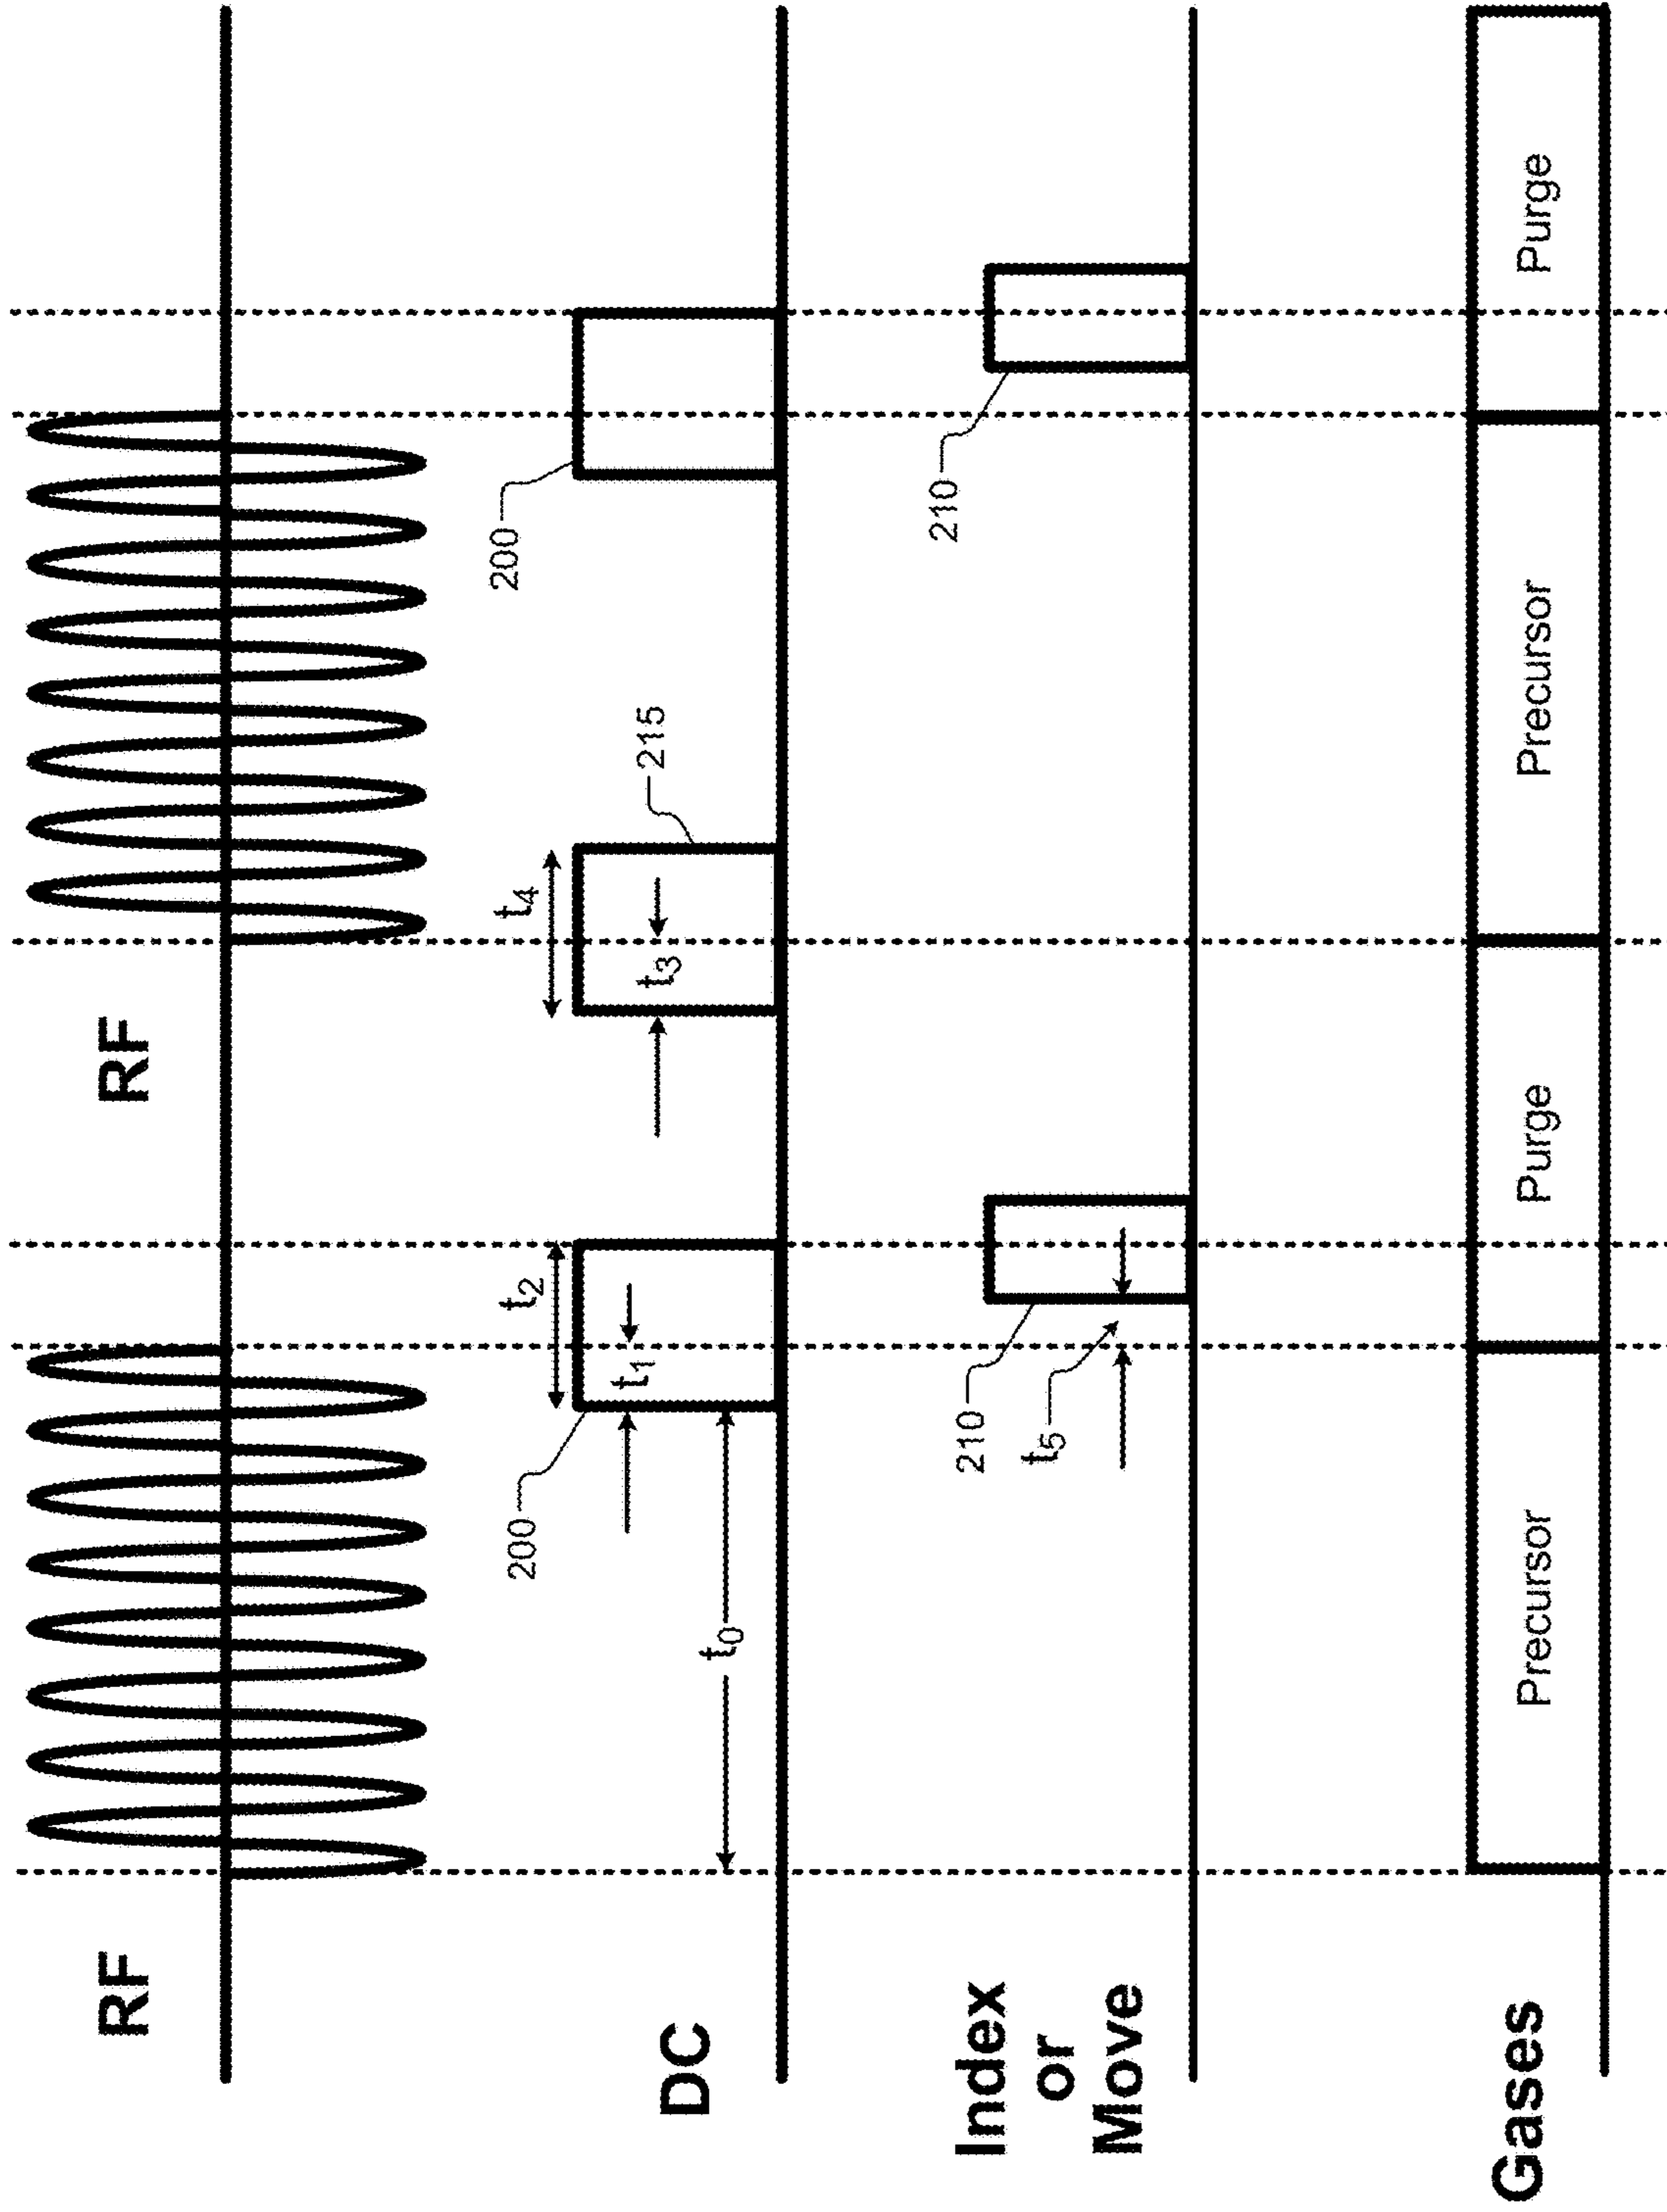 RF
RF
DC
200
t0
t1
t2
t3
t4
215
200
Index
or
Move
210
t5
210
Gases
Precursor
Purge
Precursor
Purge